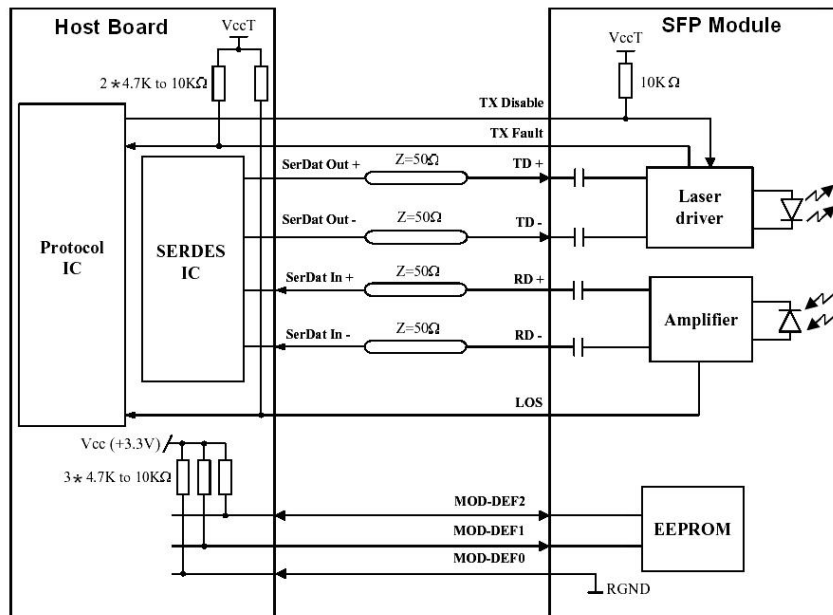 Host Board
SFP Module
VccT
VccT
2*4.7K to 10KΩ
10KΩ
TX Disable
TX Fault
SerDat Out +
Z=50Ω
TD +
SerDat Out -
Z=50Ω
TD -
Laser
driver
Protocol
IC
SERDES
IC
SerDat In +
Z=50Ω
RD +
SerDat In -
Z=50Ω
RD -
Amplifier
LOS
Vcc (+3.3V)
3*4.7K to 10KΩ
MOD-DEF2
MOD-DEF1
MOD-DEF0
EEPROM
RGND